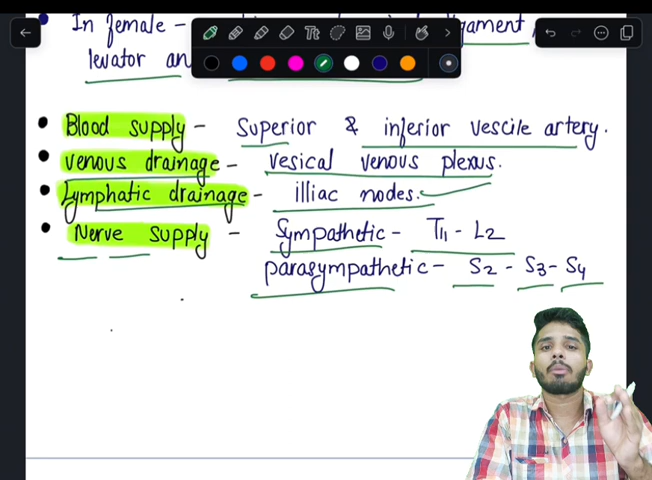 In female -
ligament
levator an
Blood supply - Superior & inferior vescile artery.
venous drainage - vesical venous plexus.
Lymphatic drainage - illiac nodes.
Nerve supply - Sympathetic - T11 - L2
parasympathetic - S2 - S3 - S4